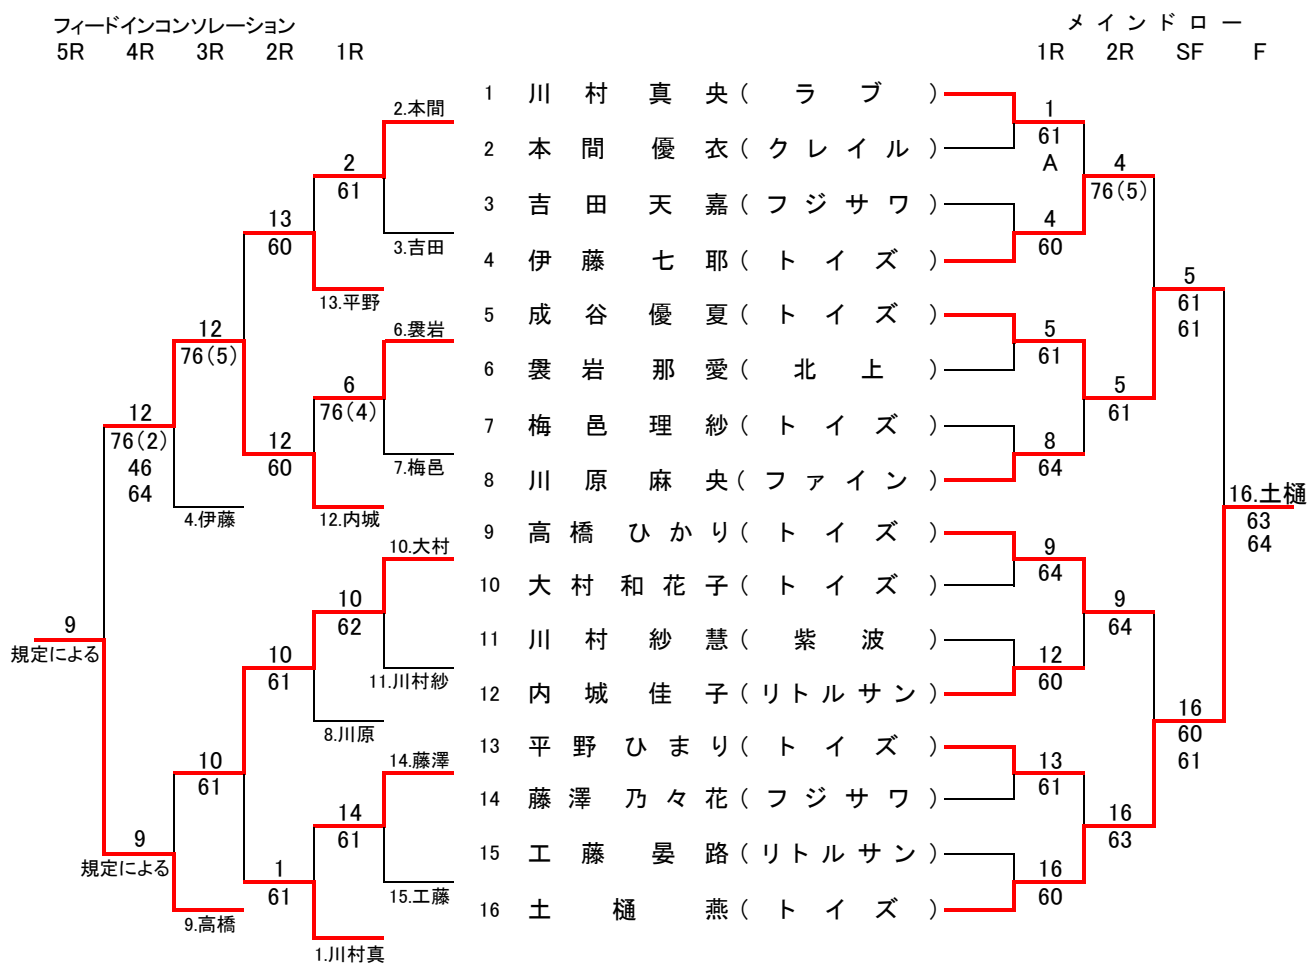 フィードインコンソレーション
メインドロー
5R 4R 3R 2R 1R
1R 2R SF F
1 川村真央(ラブ)
2 本間優衣(クレイル)
3 吉田天嘉(フジサワ)
4 伊藤七耶(トイズ)
5 成谷優夏(トイズ)
6 褜岩那愛(北上)
7 梅邑理紗(トイズ)
8 川原麻央(ファイン)
9 高橋ひかり(トイズ)
10 大村和花子(トイズ)
11 川村紗慧(紫波)
12 内城佳子(リトルサン)
13 平野ひまり(トイズ)
14 藤澤乃々花(フジサワ)
15 工藤晏路(リトルサン)
16 土樋燕(トイズ)
2.本間
3.吉田
2
61
13.平野
13
60
6.褜岩
7.梅邑
6
76(4)
12.内城
12
60
12
76(5)
4.伊藤
12
76(2)
46
64
10.大村
11.川村紗
10
62
8.川原
10
61
14.藤澤
15.工藤
14
61
1.川村真
1
61
10
61
9.高橋
9
規定による
9
規定による
1
61
A
4
60
5
61
8
64
9
64
12
60
13
61
16
60
4
76(5)
5
61
9
64
16
63
5
61
61
16
60
61
16.土樋
63
64